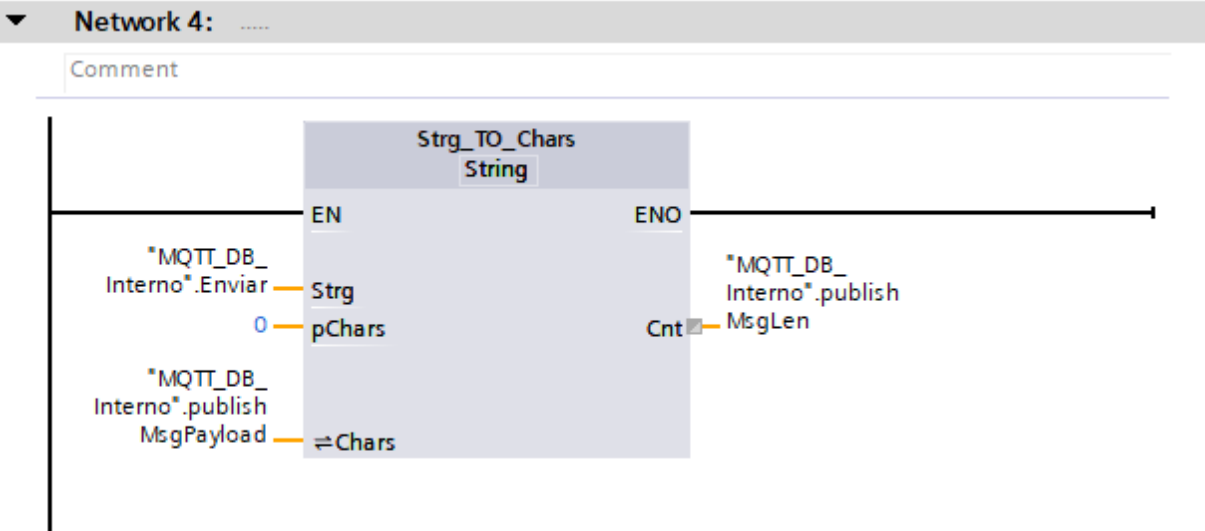 Network 4: .....
Comment
Strg_TO_Chars
String
EN
ENO
"MQTT_DB_
Interno".Enviar
Strg
0
pChars
"MQTT_DB_
Interno".publish
MsgPayload
⇌Chars
Cnt
"MQTT_DB_
Interno".publish
MsgLen